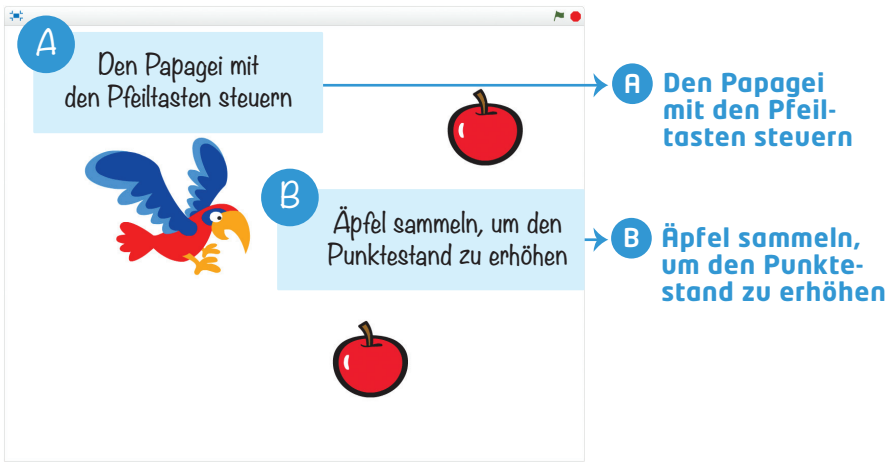 A
Den Papagei mit
den Pfeiltasten steuern
B
Äpfel sammeln, um den
Punktestand zu erhöhen
A Den Papagei
mit den Pfeil-
tasten steuern
B Äpfel sammeln,
um den Punkte-
stand zu erhöhen